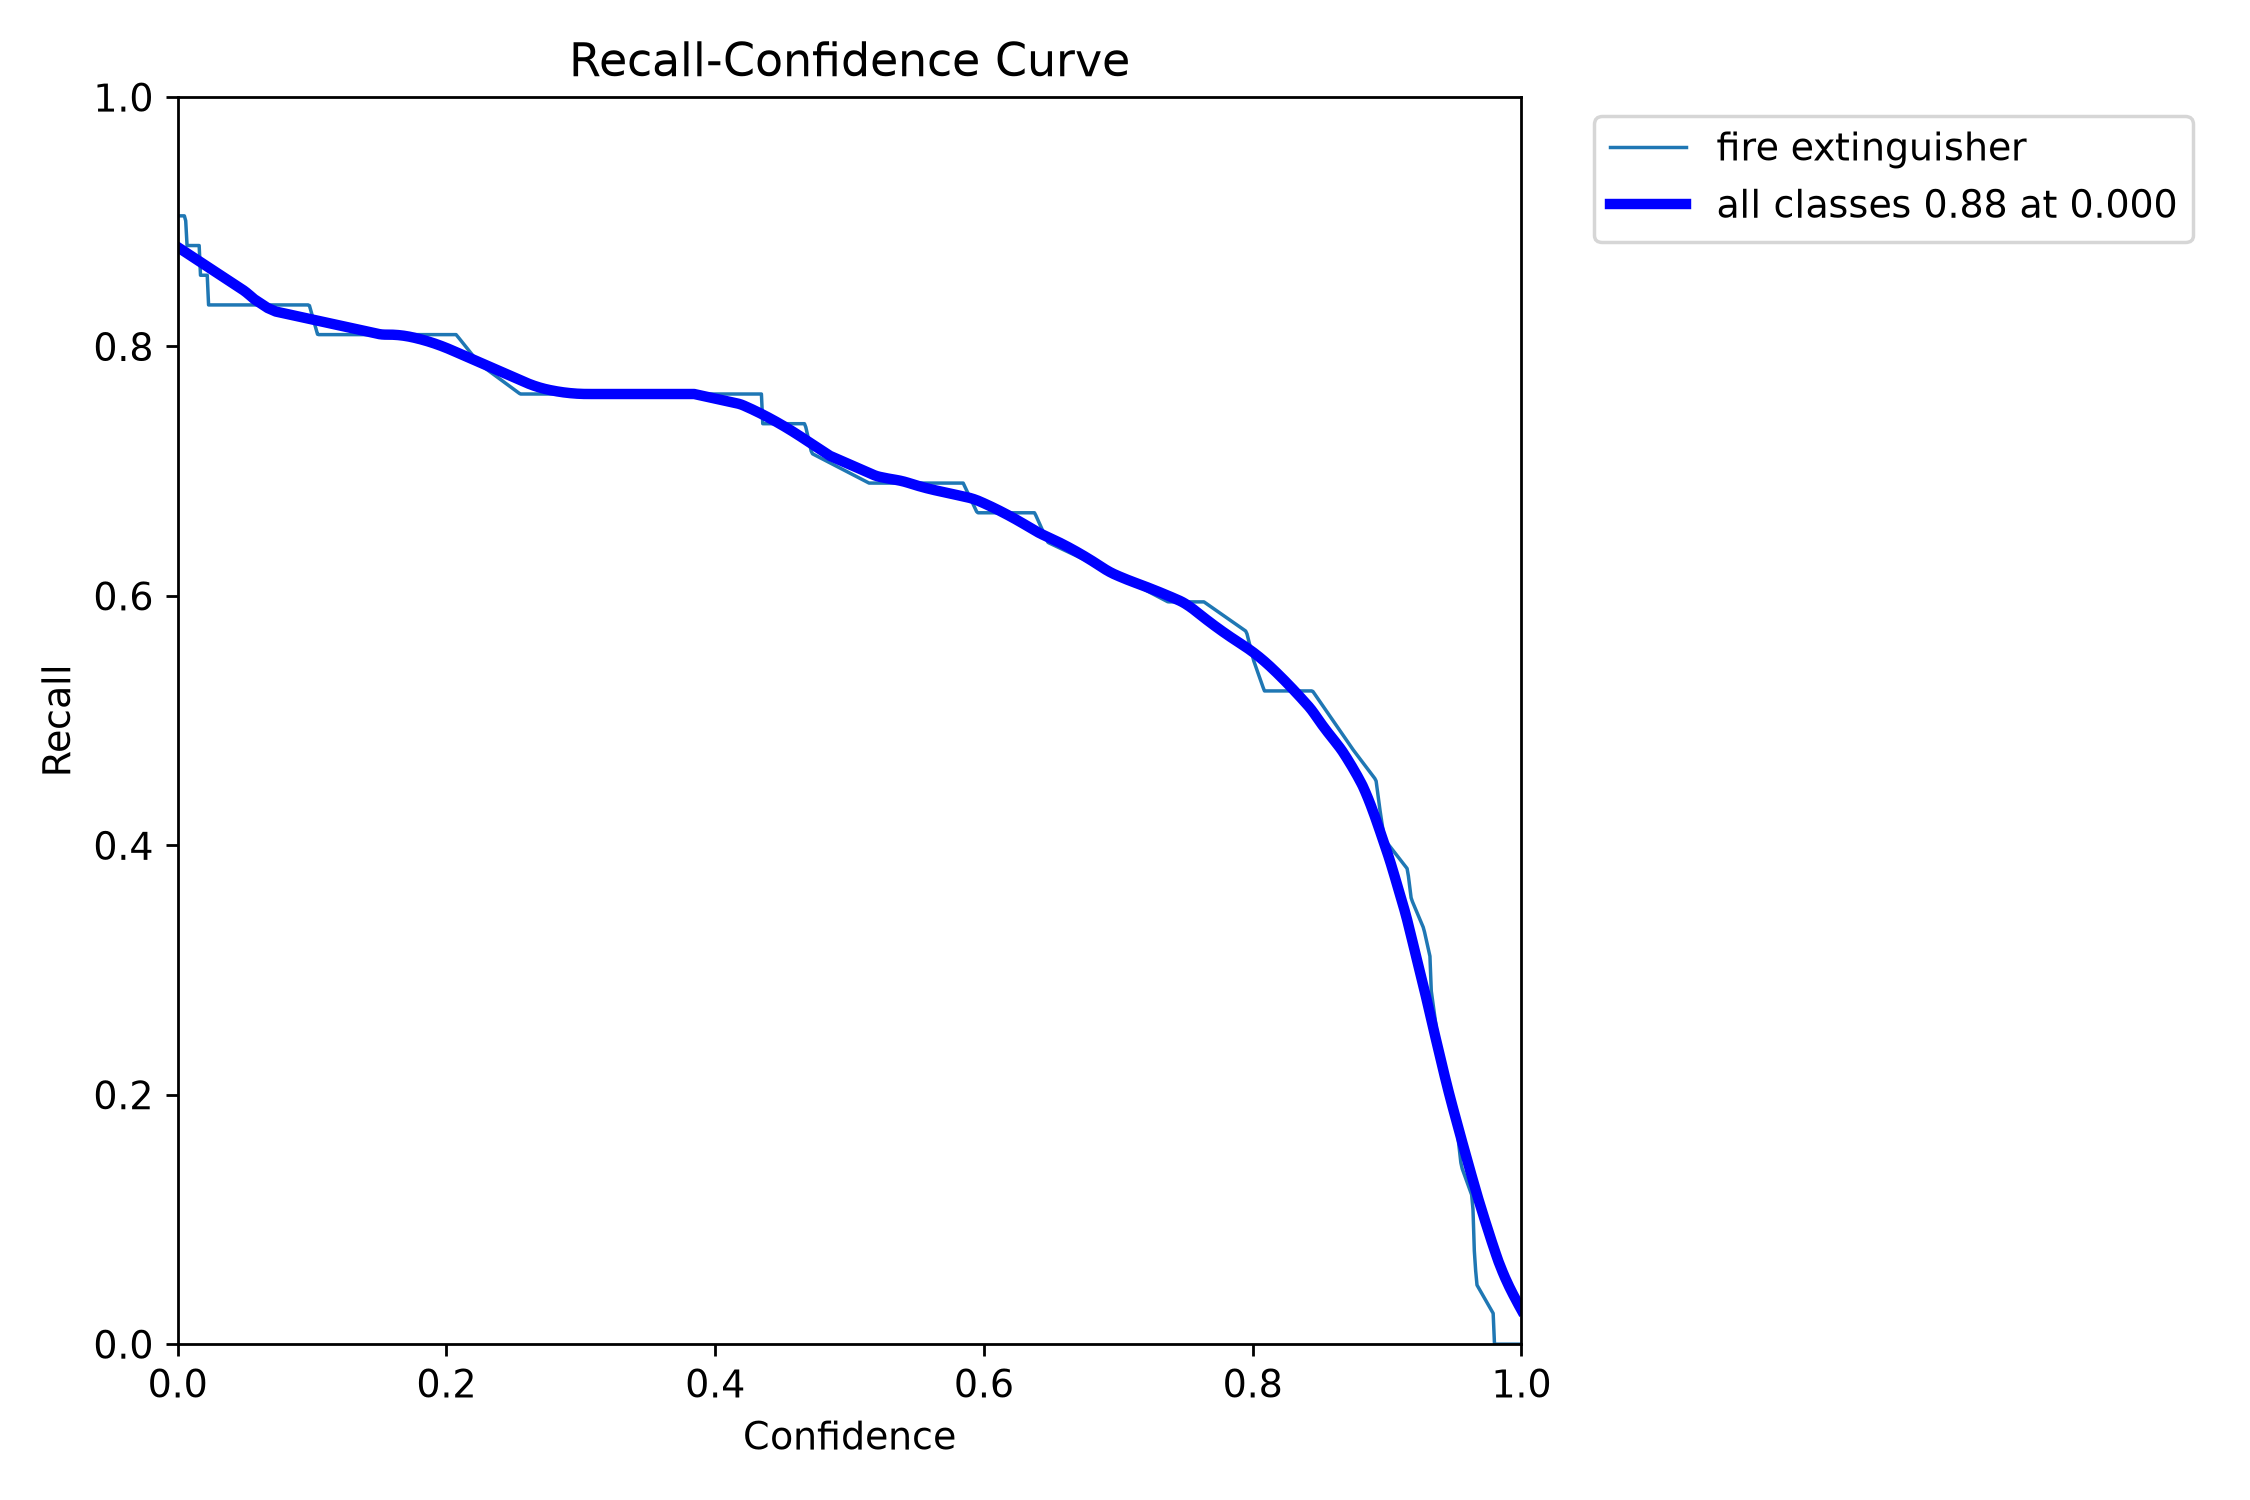 Recall-Confidence Curve
1.0
0.8
0.6
0.4
0.2
0.0
Recall
0.0 0.2 0.4 0.6 0.8 1.0
Confidence
fire extinguisher
all classes 0.88 at 0.000